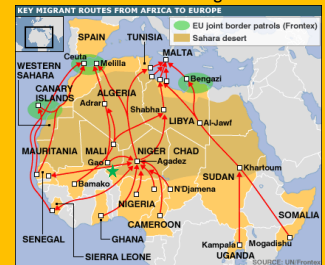 KEY MIGRANT ROUTES FROM AFRICA TO EUROPE
EU joint border patrols (Frontex)
Sahara desert
SPAIN
TUNISIA
MALTA
Ceuta
Melilla
Bengazi
WESTERN
SAHARA
CANARY
ISLANDS
ALGERIA
Adrar
Shabha
LIBYA
Al-Jawf
MAURITANIA
MALI
NIGER
CHAD
Gao
Agadez
Khartoum
Bamako
SUDAN
N'Djamena
NIGERIA
SENEGAL
GHANA
CAMEROON
SOMALIA
SIERRA LEONE
Kampala
Mogadishu
UGANDA
SOURCE: UN/Frontex